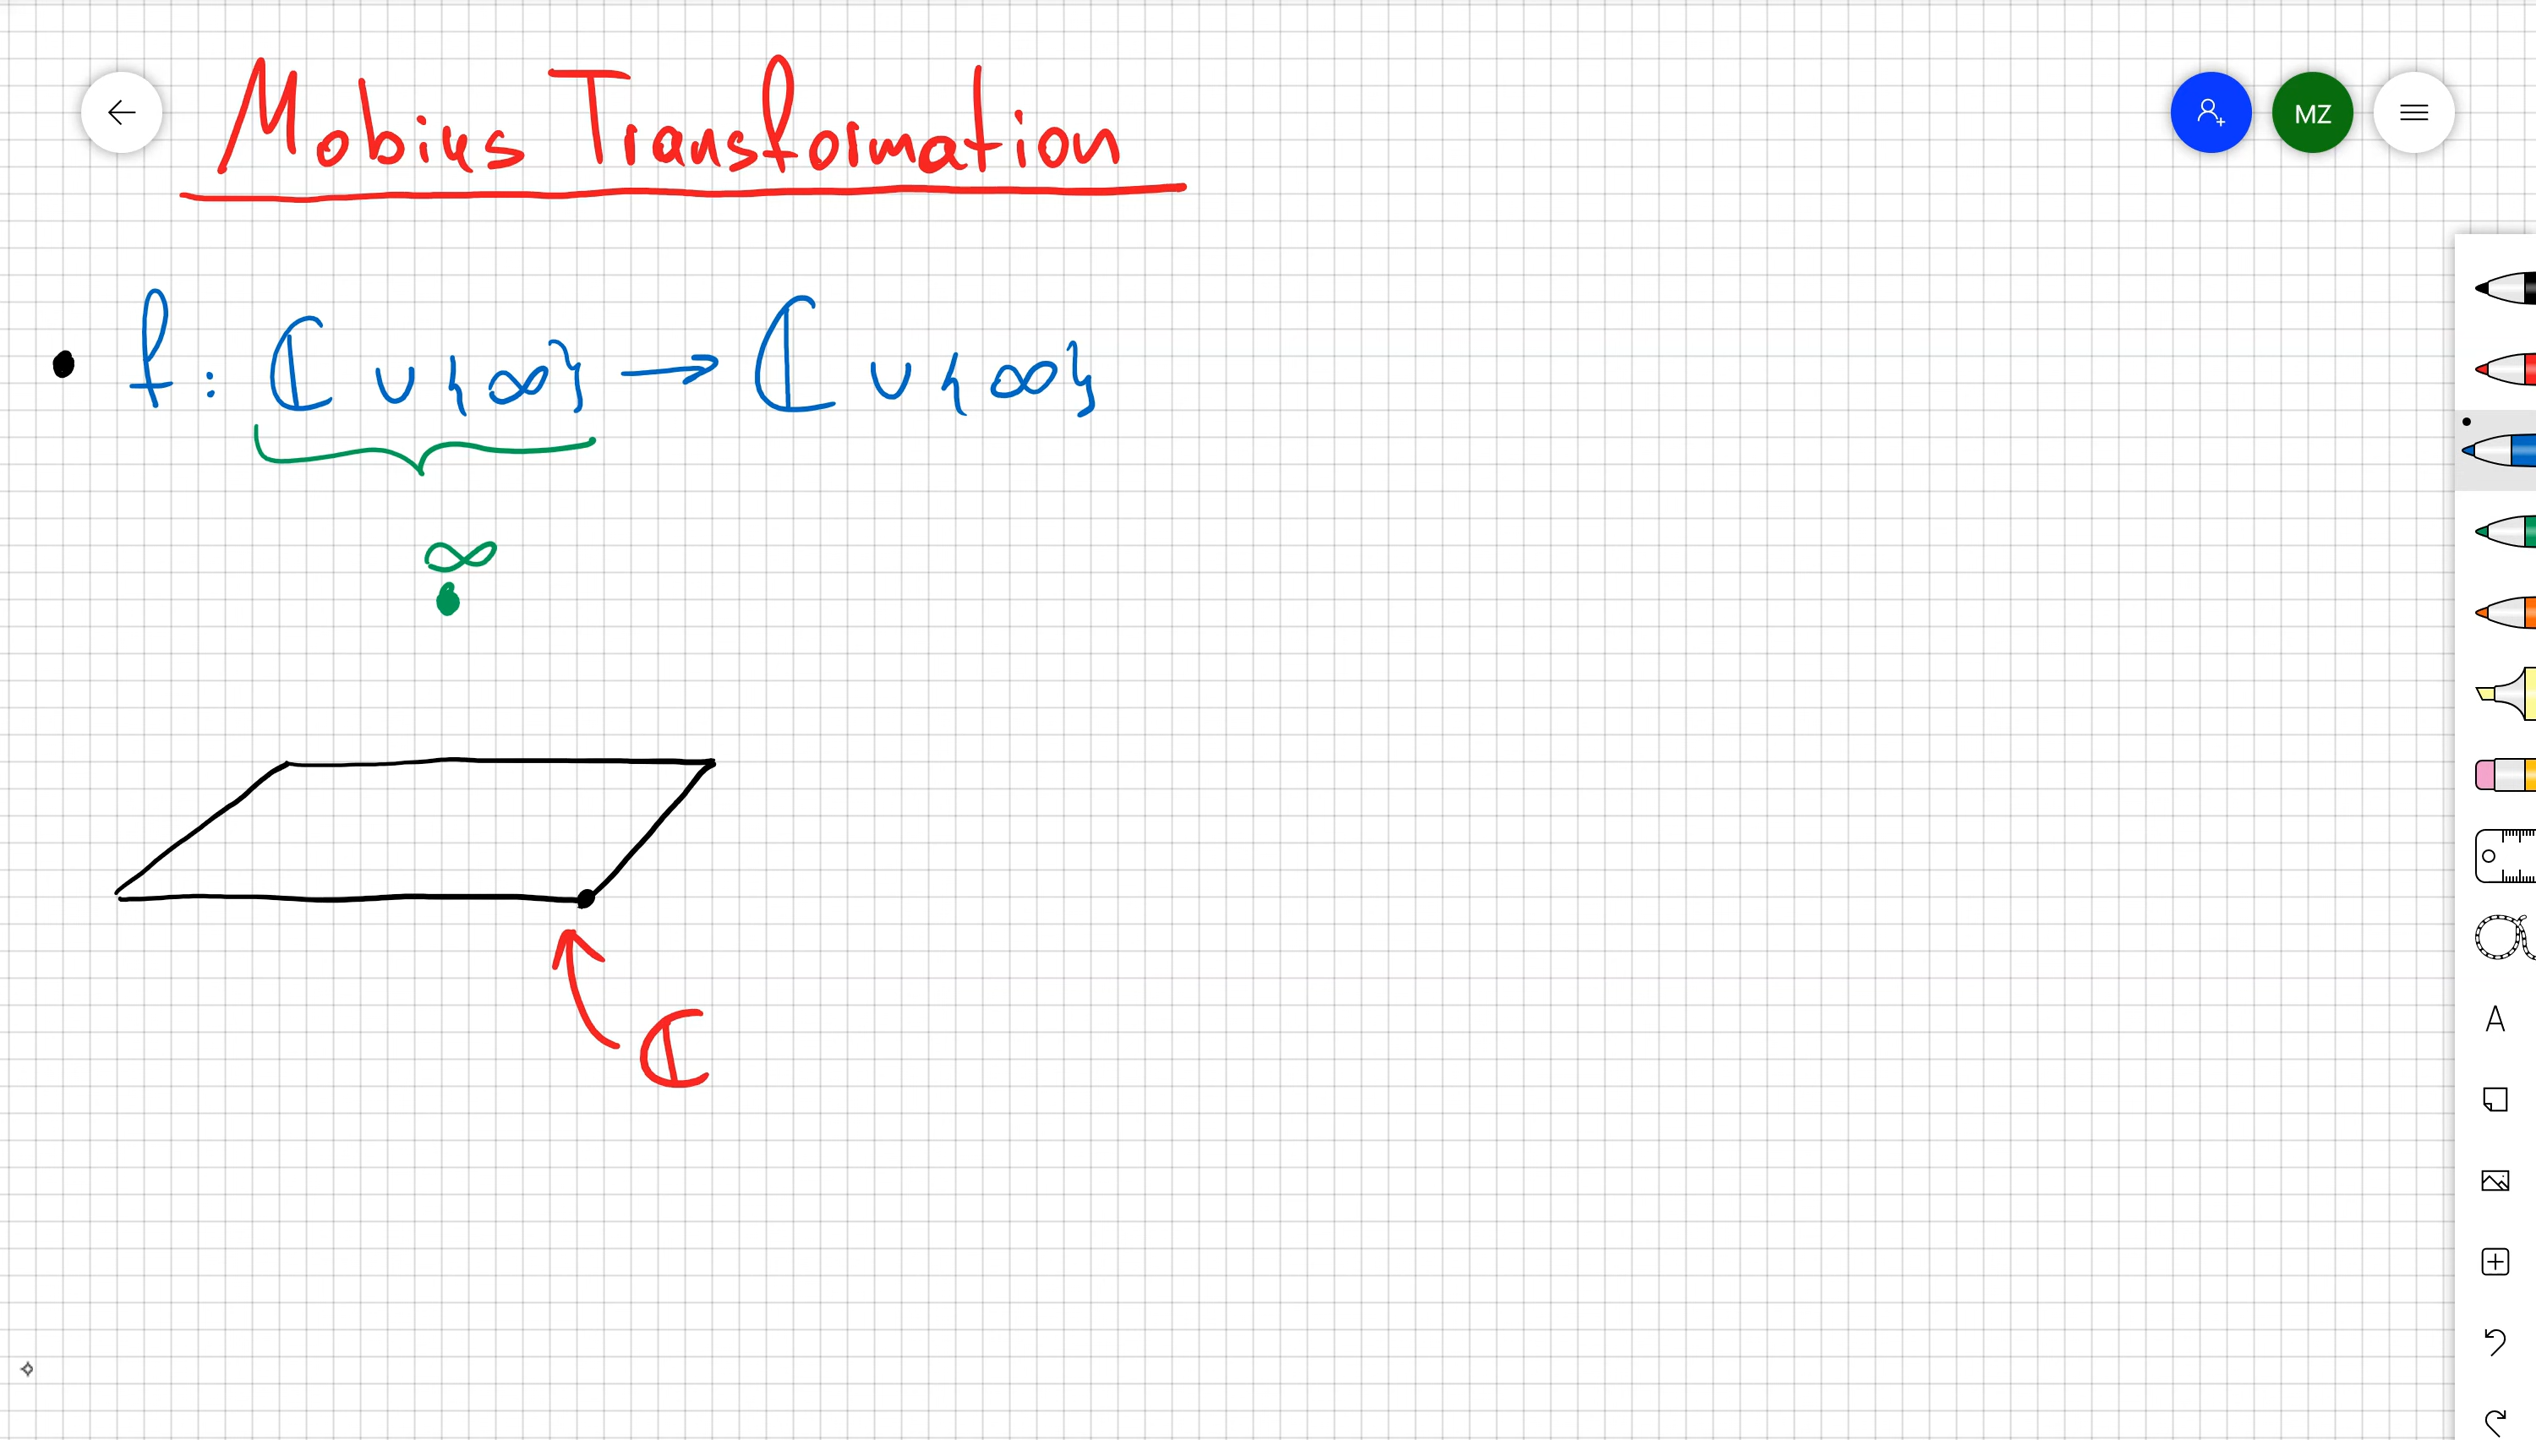 Mobius Transformation
MZ
• f: ℂ ∪ {∞} → ℂ ∪ {∞}
∞
ℂ
A